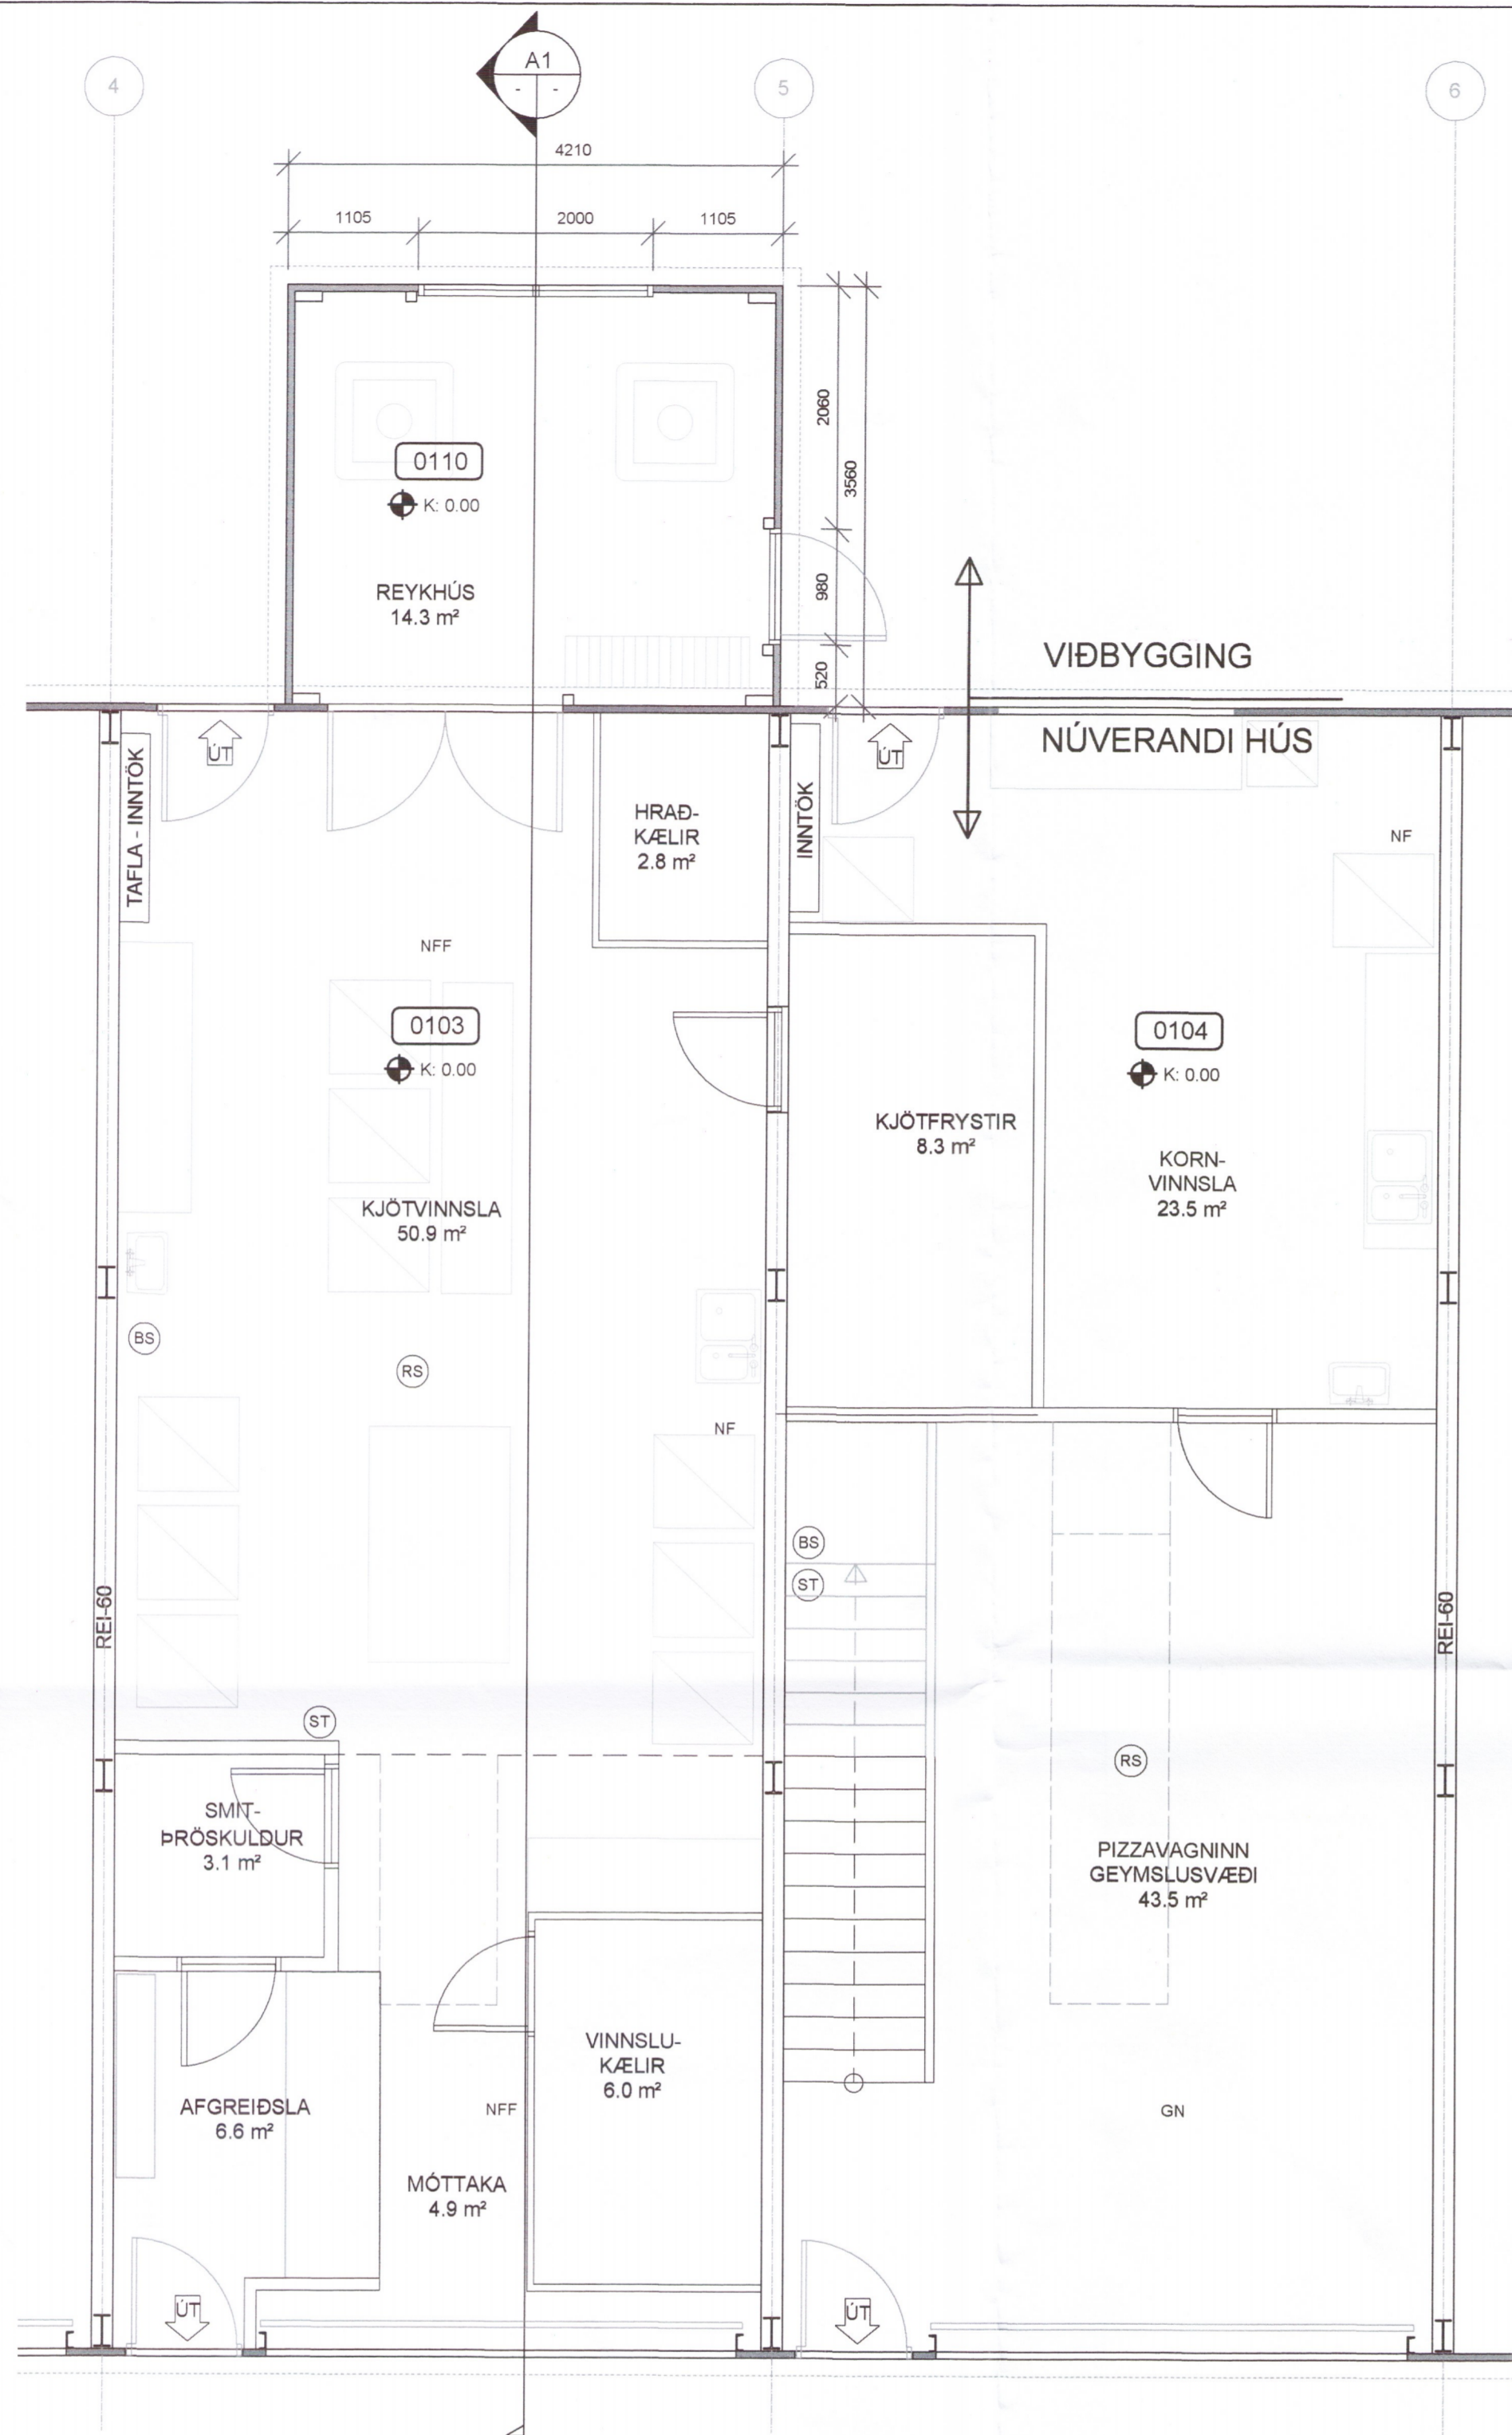 4
A1
- -
5
6
4210
1105
2000
1105
2060
3560
980
520
0110
K: 0.00
REYKHÚS
14.3 m²
VIÐBYGGING
NÚVERANDI HÚS
ÚT
ÚT
TAFLA - INNTÖK
HRAÐ-
KÆLIR
2.8 m²
INNTÖK
NF
NFF
0103
K: 0.00
0104
K: 0.00
KJÖTFRYSTIR
8.3 m²
KORN-
VINNSLA
23.5 m²
KJÖTVINNSLA
50.9 m²
BS
RS
NF
BS
ST
REI-60
REI-60
ST
RS
SMIT-
ÞRÖSKULDUR
3.1 m²
PIZZAVAGNINN
GEYMSLUSVÆÐI
43.5 m²
VINNSLU-
KÆLIR
6.0 m²
AFGREIÐSLA
6.6 m²
NFF
GN
MÓTTAKA
4.9 m²
ÚT
ÚT